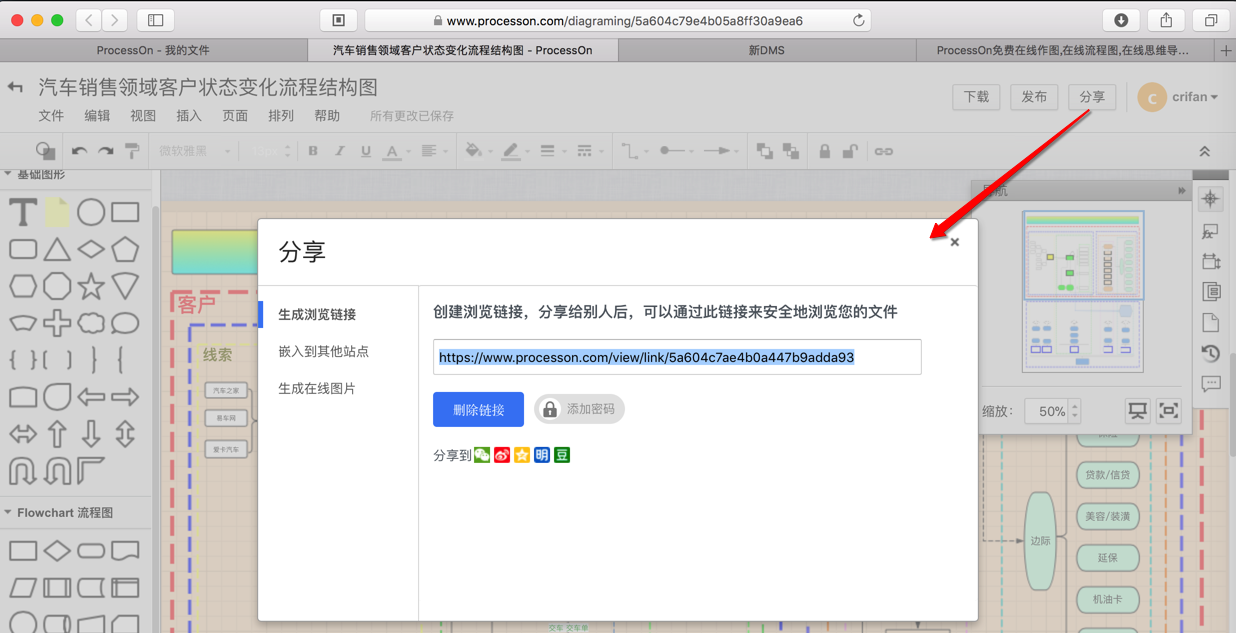 www.processon.com/diagraming/5a604c79e4b05a8ff30a9ea6
ProcessOn - 我的文件
汽车销售领域客户状态变化流程结构图 - ProcessOn
新DMS
ProcessOn免费在线作图,在线流程图,在线思维导...
汽车销售领域客户状态变化流程结构图
下载
发布
分享
C
crifan
文件 编辑 视图 插入 页面 排列 帮助 所有更改已保存
微软雅黑
B I U A
基础图形
T
Flowchart 流程图
客户
线索
汽车之家
易车网
爱卡汽车
分享
×
生成浏览链接
嵌入到其他站点
生成在线图片
创建浏览链接，分享给别人后，可以通过此链接来安全地浏览您的文件
https://www.processon.com/view/link/5a604c7ae4b0a447b9adda93
删除链接
添加密码
分享到
明
豆
航
缩放: 50%
贷款/信贷
美容/装潢
边际
延保
机油卡
交车 交车单